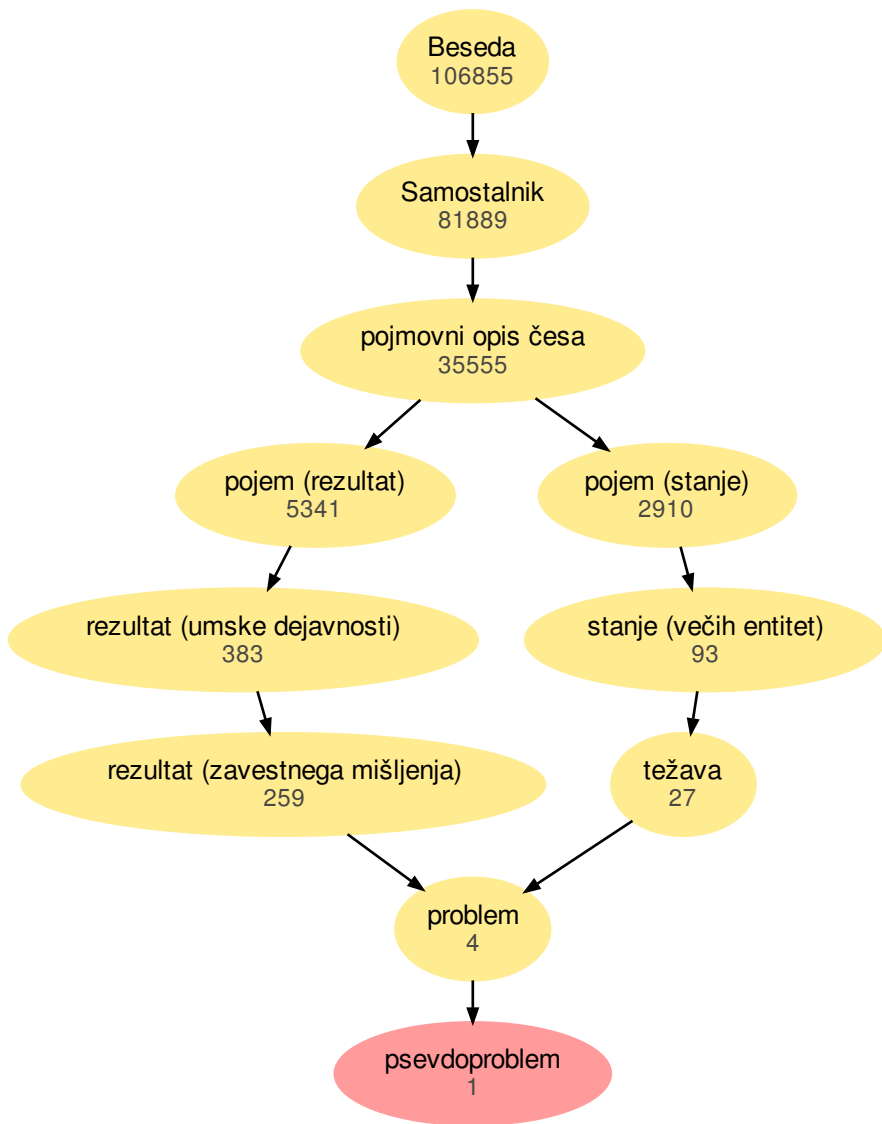 Beseda
106855
Samostalnik
81889
pojmovni opis česa
35555
pojem (rezultat)
5341
pojem (stanje)
2910
rezultat (umske dejavnosti)
383
stanje (večih entitet)
93
rezultat (zavestnega mišljenja)
259
težava
27
problem
4
psevdoproblem
1